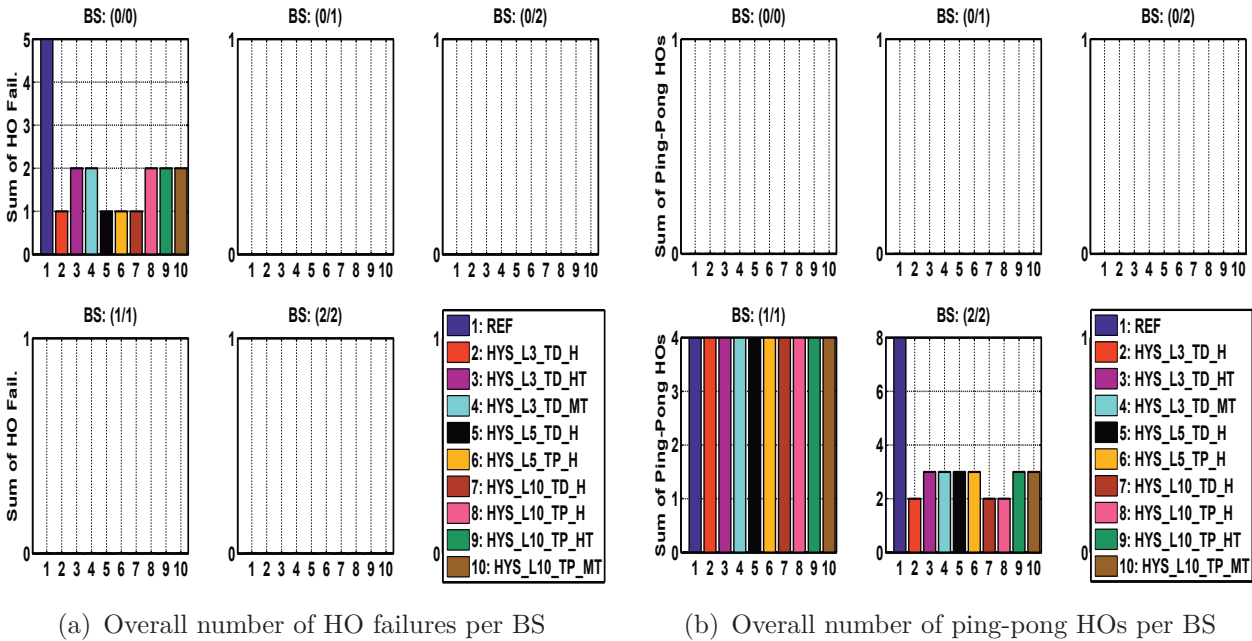 BS: (0/0)
BS: (0/1)
BS: (0/2)
Sum of HO Fail.
5
4
3
2
1
0
1 2 3 4 5 6 7 8 9 10
1
0
1 2 3 4 5 6 7 8 9 10
1
0
1 2 3 4 5 6 7 8 9 10
BS: (1/1)
BS: (2/2)
Sum of HO Fail.
1
0
1 2 3 4 5 6 7 8 9 10
1
0
1 2 3 4 5 6 7 8 9 10
1
0
1: REF
2: HYS_L3_TD_H
3: HYS_L3_TD_HT
4: HYS_L3_TD_MT
5: HYS_L5_TD_H
6: HYS_L5_TP_H
7: HYS_L10_TD_H
8: HYS_L10_TP_H
9: HYS_L10_TP_HT
10: HYS_L10_TP_MT
(a) Overall number of HO failures per BS
BS: (0/0)
BS: (0/1)
BS: (0/2)
Sum of Ping-Pong HOs
1
0
1 2 3 4 5 6 7 8 9 10
1
0
1 2 3 4 5 6 7 8 9 10
1
0
1 2 3 4 5 6 7 8 9 10
BS: (1/1)
BS: (2/2)
Sum of Ping-Pong HOs
4
3
2
1
0
1 2 3 4 5 6 7 8 9 10
8
6
4
2
0
1 2 3 4 5 6 7 8 9 10
1
0
1: REF
2: HYS_L3_TD_H
3: HYS_L3_TD_HT
4: HYS_L3_TD_MT
5: HYS_L5_TD_H
6: HYS_L5_TP_H
7: HYS_L10_TD_H
8: HYS_L10_TP_H
9: HYS_L10_TP_HT
10: HYS_L10_TP_MT
(b) Overall number of ping-pong HOs per BS